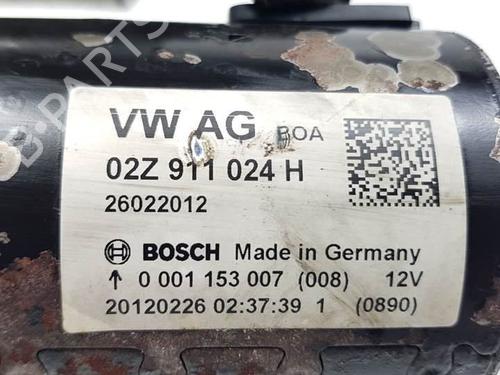 VW AG BOA
02Z 911 024 H
26022012
BOSCH Made in Germany
↑ 0 001 153 007 (008) 12V
20120226 02:37:39 1 (0890)
B-PARTS